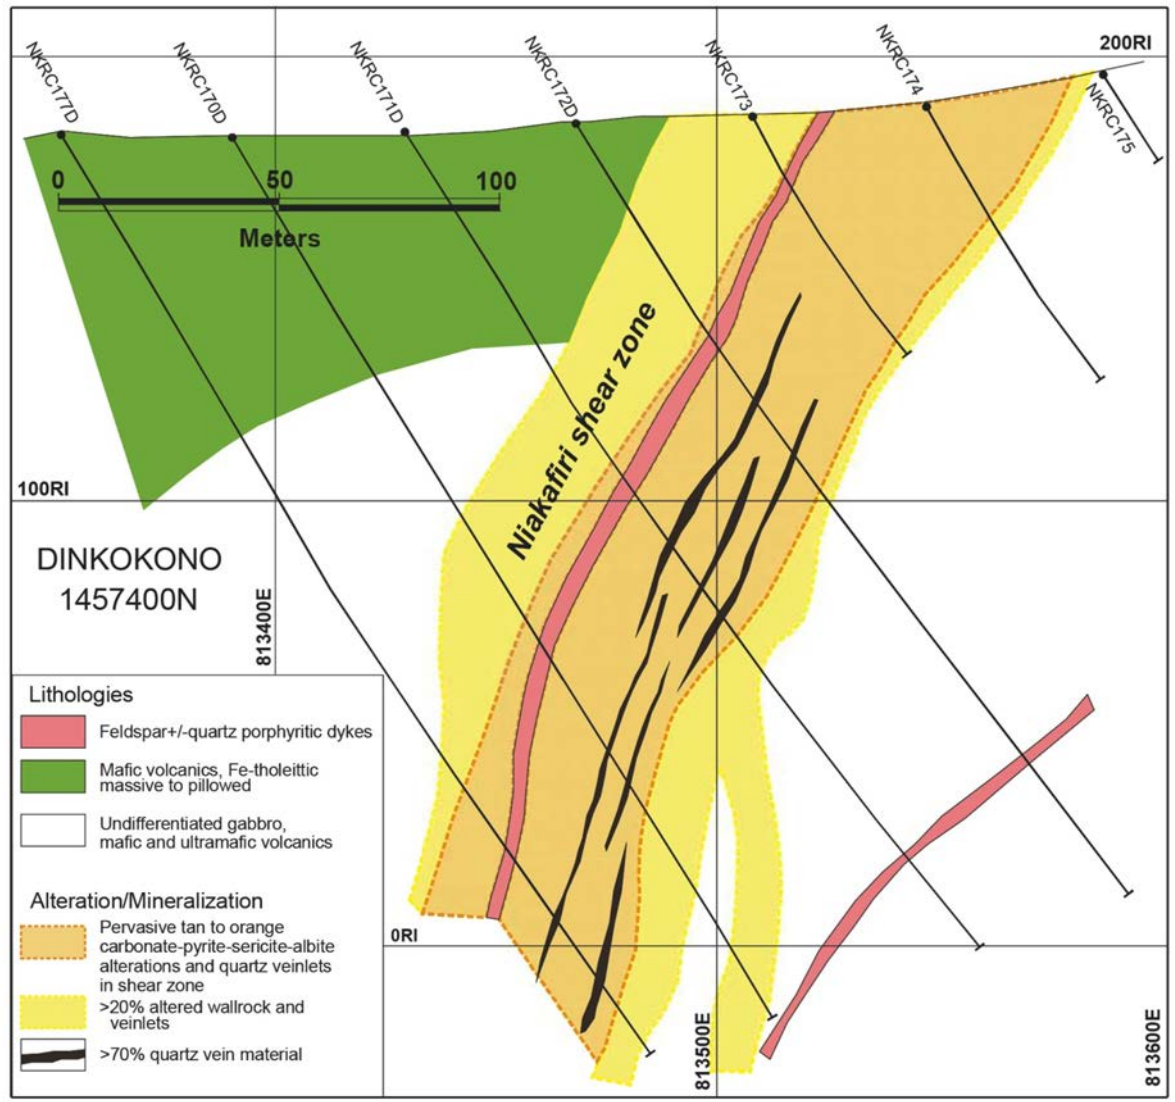 NKRC177D
NKRC170D
NKRC171D
NKRC172D
NKRC173
NKRC174
200RI
NKRC175
0 50 100
Meters
Niakafiri shear zone
100RI
DINKOKONO
1457400N
813400E
Lithologies
Feldspar+/-quartz porphyritic dykes
Mafic volcanics, Fe-tholeittic
massive to pillowed
Undifferentiated gabbro,
mafic and ultramafic volcanics
Alteration/Mineralization
Pervasive tan to orange
carbonate-pyrite-sericite-albite
alterations and quartz veinlets
in shear zone
>20% altered wallrock and
veinlets
>70% quartz vein material
0RI
813500E
813600E